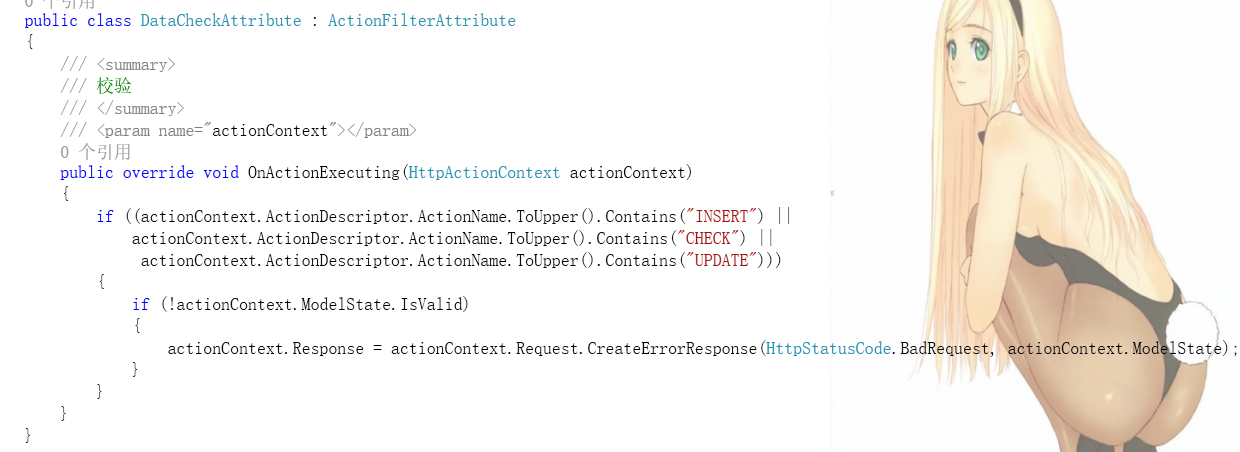 0 个引用
public class DataCheckAttribute : ActionFilterAttribute
{
/// <summary>
/// 校验
/// </summary>
/// <param name="actionContext"></param>
0 个引用
public override void OnActionExecuting(HttpActionContext actionContext)
{
if ((actionContext.ActionDescriptor.ActionName.ToUpper().Contains("INSERT") ||
actionContext.ActionDescriptor.ActionName.ToUpper().Contains("CHECK") ||
actionContext.ActionDescriptor.ActionName.ToUpper().Contains("UPDATE")))
{
if (!actionContext.ModelState.IsValid)
{
actionContext.Response = actionContext.Request.CreateErrorResponse(HttpStatusCode.BadRequest, actionContext.ModelState);
}
}
}
}